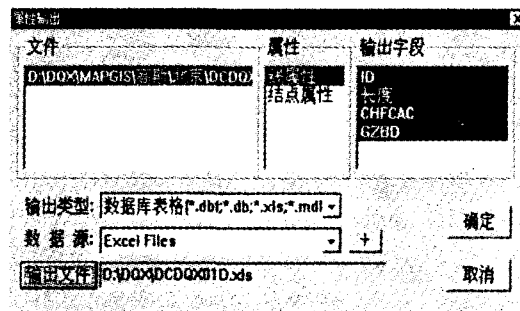 属性输出
文件
属性
输出字段
D:\DQX\MAPGIS\
\DCDQX
线属性
结点属性
ID
长度
CHFCAC
GZBD
输出类型:
数据库表格(*.dbf;*.db;*.xls;*.mdl
数 据 源:
Excel Files
+
确定
输出文件
D:\DQX\DCDQX01D.xls
取消